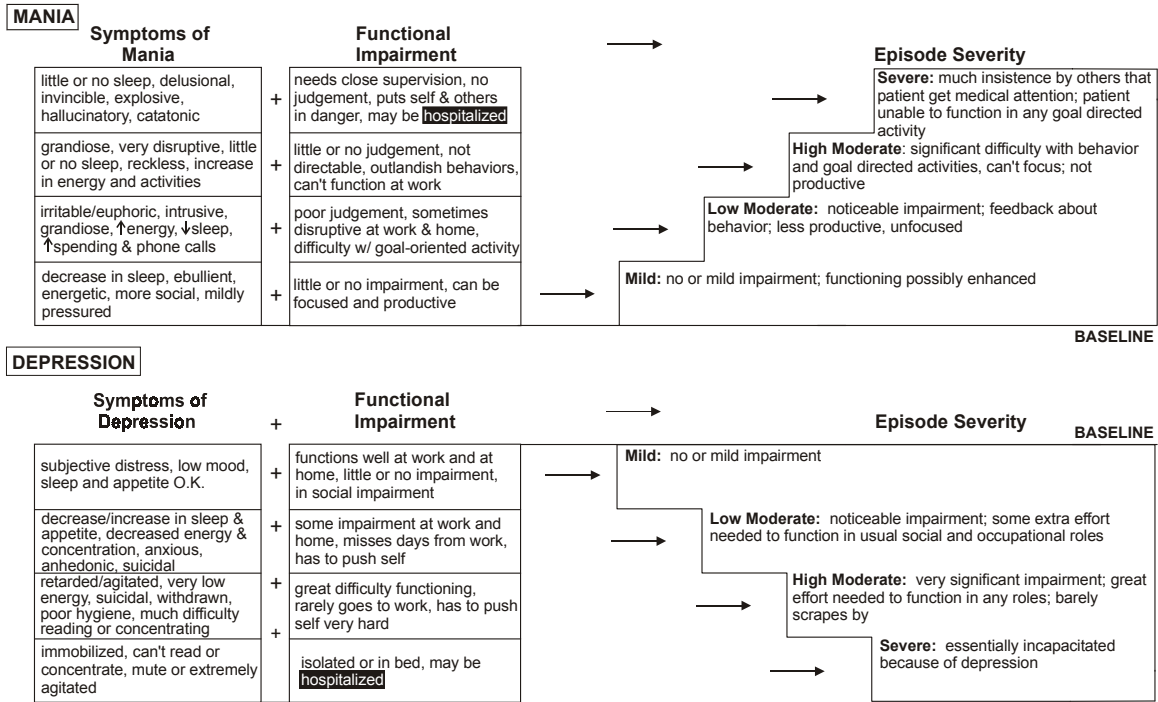 MANIA
Symptoms of
Mania
Functional
Impairment
Episode Severity
little or no sleep, delusional,
invincible, explosive,
hallucinatory, catatonic
+
needs close supervision, no
judgement, puts self & others
in danger, may be hospitalized
Severe: much insistence by others that
patient get medical attention; patient
unable to function in any goal directed
activity
grandiose, very disruptive, little
or no sleep, reckless, increase
in energy and activities
+
little or no judgement, not
directable, outlandish behaviors,
can't function at work
High Moderate: significant difficulty with behavior
and goal directed activities, can't focus; not
productive
irritable/euphoric, intrusive,
grandiose, ↑energy, ↓sleep,
↑spending & phone calls
+
poor judgement, sometimes
disruptive at work & home,
difficulty w/ goal-oriented activity
Low Moderate: noticeable impairment; feedback about
behavior; less productive, unfocused
decrease in sleep, ebullient,
energetic, more social, mildly
pressured
+
little or no impairment, can be
focused and productive
Mild: no or mild impairment; functioning possibly enhanced
BASELINE
DEPRESSION
Symptoms of
Depression
+
Functional
Impairment
Episode Severity
BASELINE
subjective distress, low mood,
sleep and appetite O.K.
+
functions well at work and at
home, little or no impairment,
in social impairment
Mild: no or mild impairment
decrease/increase in sleep &
appetite, decreased energy &
concentration, anxious,
anhedonic, suicidal
+
some impairment at work and
home, misses days from work,
has to push self
Low Moderate: noticeable impairment; some extra effort
needed to function in usual social and occupational roles
retarded/agitated, very low
energy, suicidal, withdrawn,
poor hygiene, much difficulty
reading or concentrating
+
great difficulty functioning,
rarely goes to work, has to push
self very hard
High Moderate: very significant impairment; great
effort needed to function in any roles; barely
scrapes by
immobilized, can't read or
concentrate, mute or extremely
agitated
+
isolated or in bed, may be
hospitalized
Severe: essentially incapacitated
because of depression